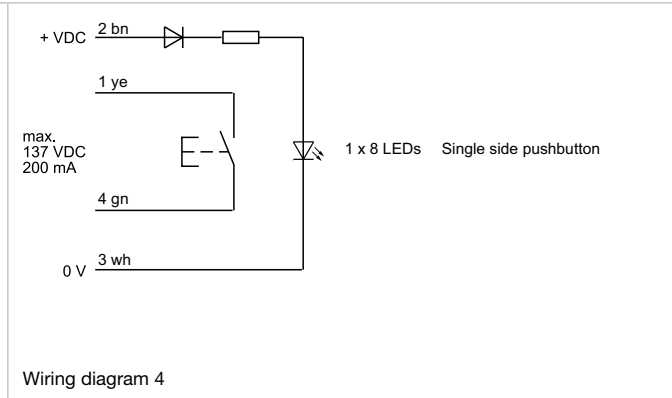 + VDC 2 bn
1 ye
max.
137 VDC
200 mA
1 x 8 LEDs Single side pushbutton
4 gn
0 V 3 wh
Wiring diagram 4